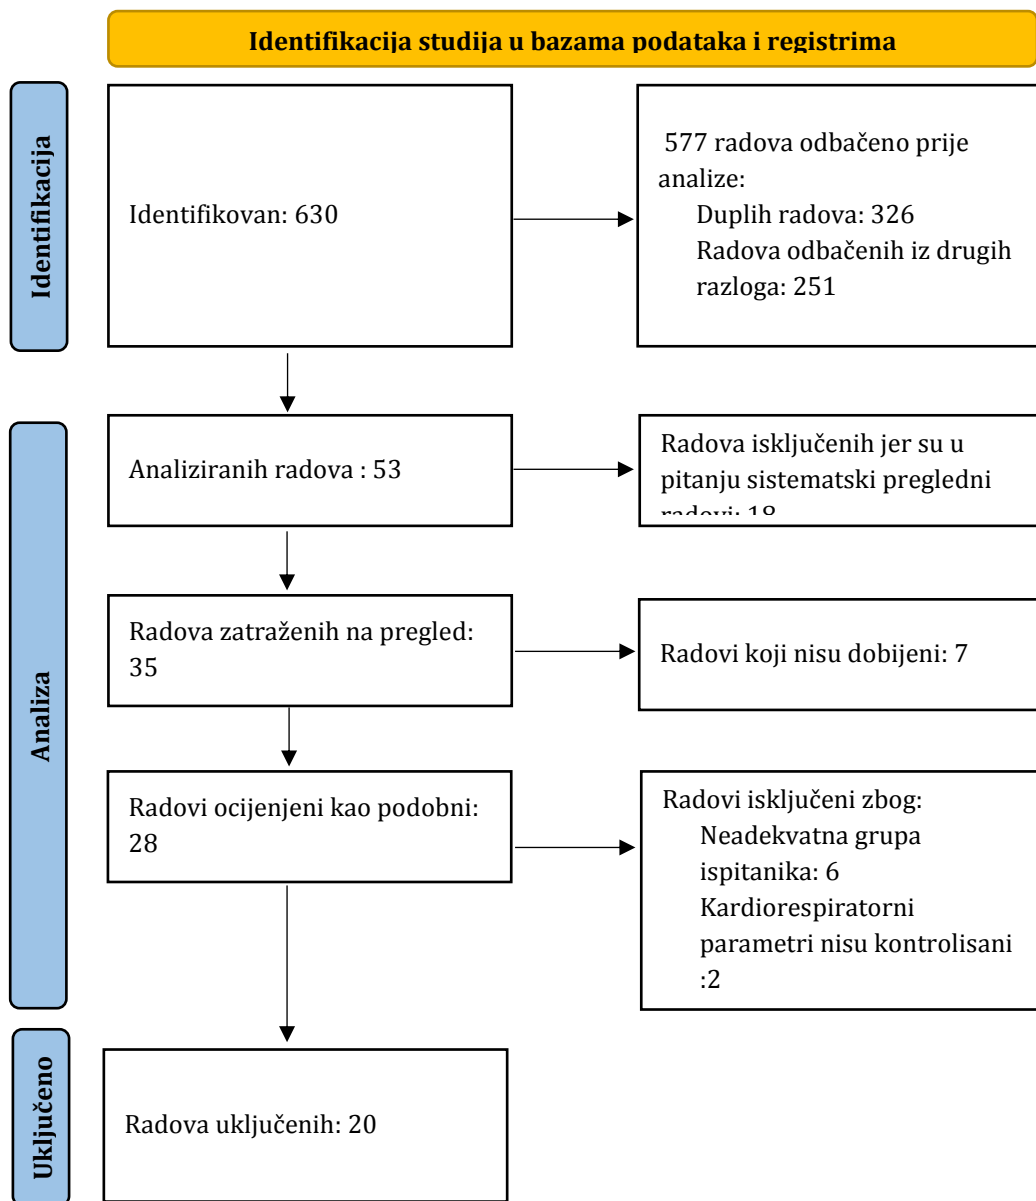 Identifikacija studija u bazama podataka i registrima
Identifikacija
Identifikovan: 630
577 radova odbačeno prije
analize:
Duplih radova: 326
Radova odbačenih iz drugih
razloga: 251
Analiza
Analiziranih radova : 53
Radova isključenih jer su u
pitanju sistematski pregledni
radovi: 18
Radova zatraženih na pregled:
35
Radovi koji nisu dobijeni: 7
Radovi ocijenjeni kao podobni:
28
Radovi isključeni zbog:
Neadekvatna grupa
ispitanika: 6
Kardiorespiratorni
parametri nisu kontrolisani
:2
Uključeno
Radova uključenih: 20